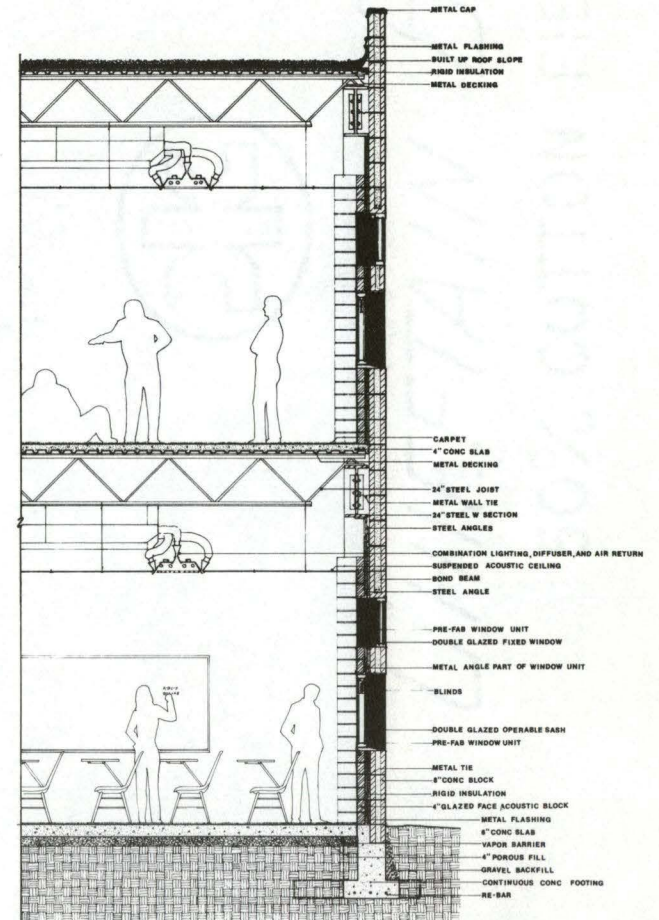 METAL CAP
METAL FLASHING
BUILT UP ROOF SLOPE
RIGID INSULATION
METAL DECKING
CARPET
4" CONC SLAB
METAL DECKING
24" STEEL JOIST
METAL WALL TIE
24" STEEL W SECTION
STEEL ANGLES
COMBINATION LIGHTING, DIFFUSER, AND AIR RETURN
SUSPENDED ACOUSTIC CEILING
BOND BEAM
STEEL ANGLE
PRE-FAB WINDOW UNIT
DOUBLE GLAZED FIXED WINDOW
METAL ANGLE PART OF WINDOW UNIT
BLINDS
DOUBLE GLAZED OPERABLE SASH
PRE-FAB WINDOW UNIT
METAL TIE
8" CONC BLOCK
RIGID INSULATION
4" GLAZED FACE ACOUSTIC BLOCK
METAL FLASHING
6" CONC SLAB
VAPOR BARRIER
4" POROUS FILL
GRAVEL BACKFILL
CONTINUOUS CONC FOOTING
RE-BAR